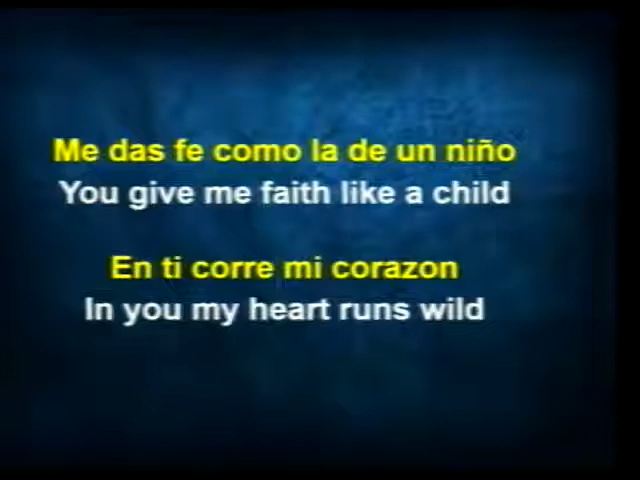 Me das fe como la de un niño
You give me faith like a child
En ti corre mi corazon
In you my heart runs wild